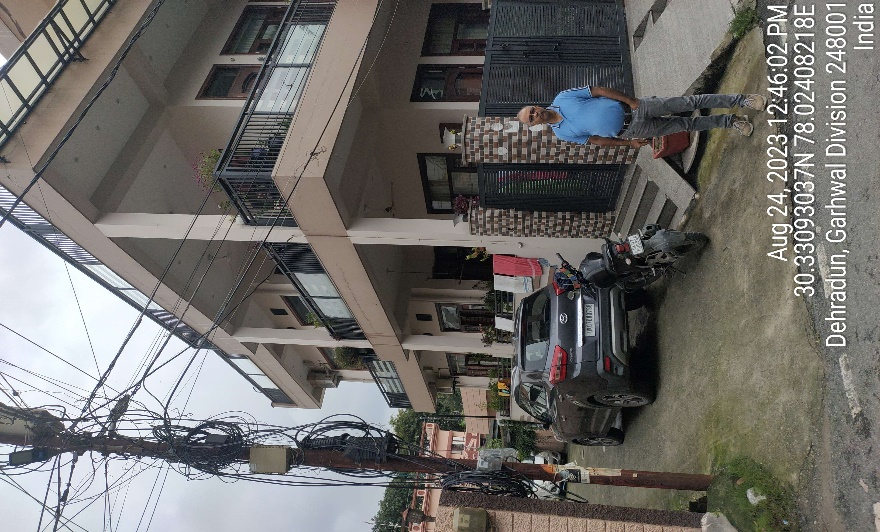 Aug 24, 2023 12:46:02 PM
30.33093037N 78.02408218E
Dehradun, Garhwal Division 248001
India